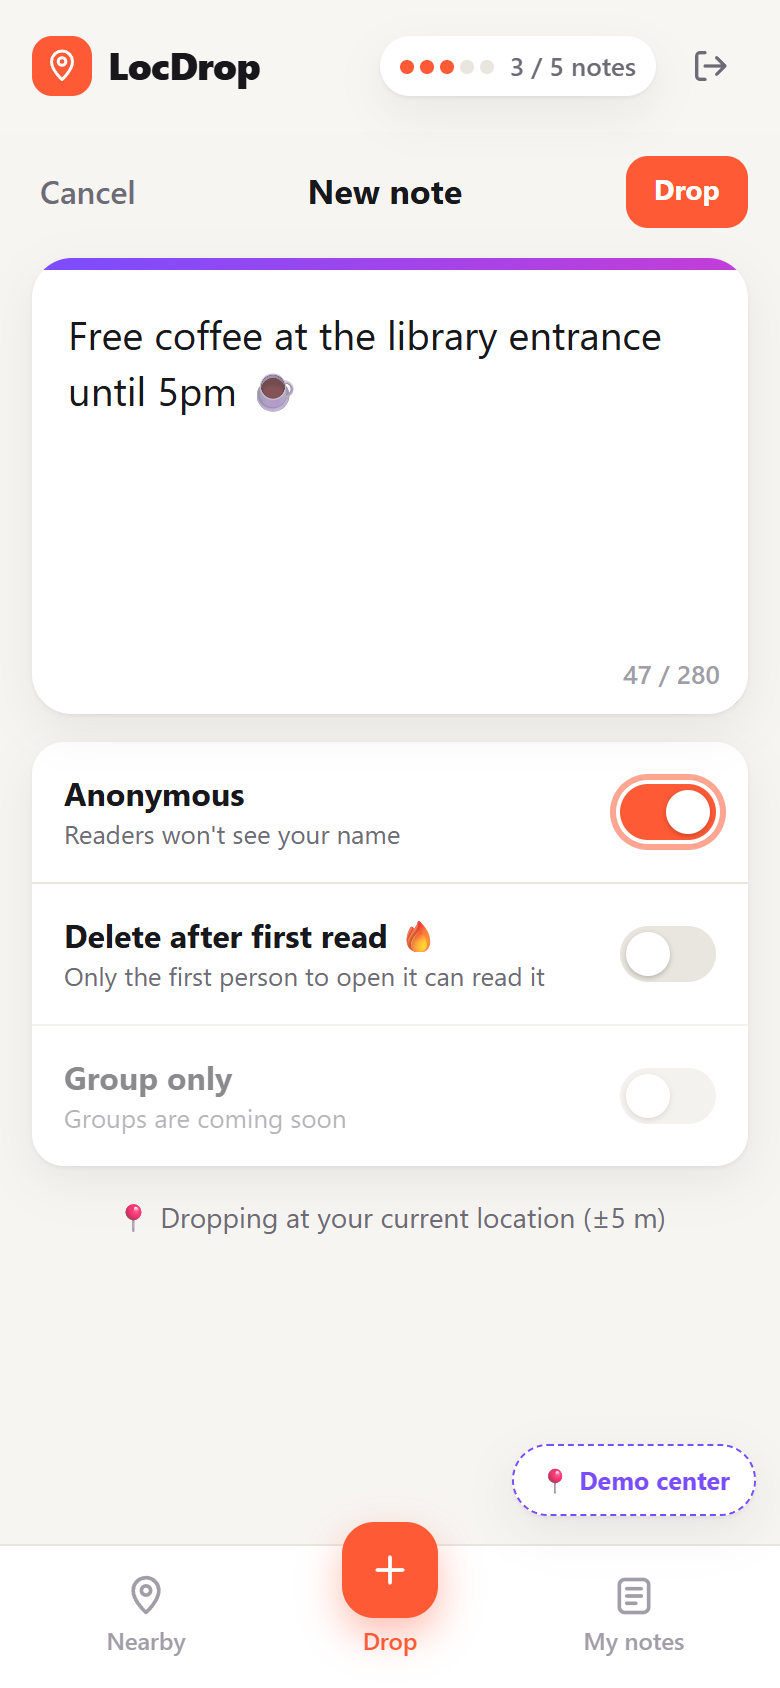 LocDrop
3 / 5 notes
Cancel
New note
Drop
Free coffee at the library entrance
until 5pm ☕
47 / 280
Anonymous
Readers won't see your name
Delete after first read 🔥
Only the first person to open it can read it
Group only
Groups are coming soon
📍 Dropping at your current location (±5 m)
📍 Demo center
Nearby
Drop
My notes